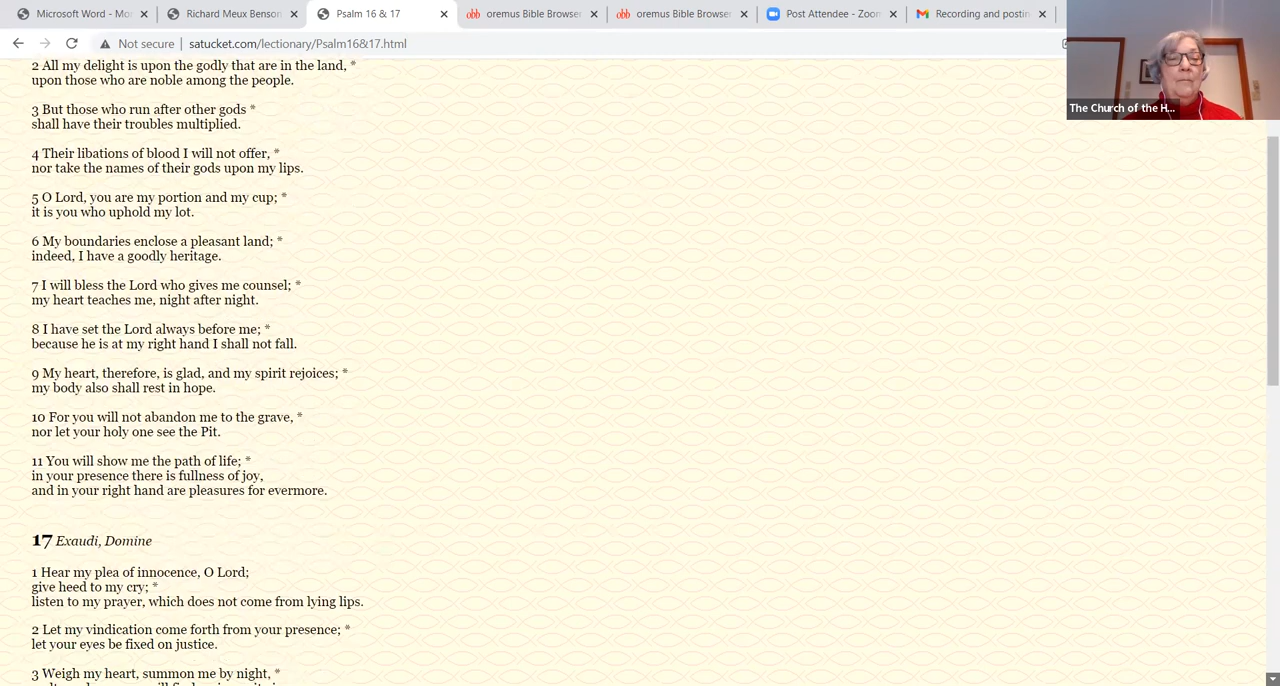 Microsoft Word - Mo
Richard Meux Benson
Psalm 16 & 17
oremus Bible Browser
oremus Bible Browser
Post Attendee - Zoom
Recording and postin
Not secure | satucket.com/lectionary/Psalm16&17.html
The Church of the H...
2 All my delight is upon the godly that are in the land, *
upon those who are noble among the people.
3 But those who run after other gods *
shall have their troubles multiplied.
4 Their libations of blood I will not offer, *
nor take the names of their gods upon my lips.
5 O Lord, you are my portion and my cup; *
it is you who uphold my lot.
6 My boundaries enclose a pleasant land; *
indeed, I have a goodly heritage.
7 I will bless the Lord who gives me counsel; *
my heart teaches me, night after night.
8 I have set the Lord always before me; *
because he is at my right hand I shall not fall.
9 My heart, therefore, is glad, and my spirit rejoices; *
my body also shall rest in hope.
10 For you will not abandon me to the grave, *
nor let your holy one see the Pit.
11 You will show me the path of life; *
in your presence there is fullness of joy,
and in your right hand are pleasures for evermore.
17 Exaudi, Domine
1 Hear my plea of innocence, O Lord;
give heed to my cry; *
listen to my prayer, which does not come from lying lips.
2 Let my vindication come forth from your presence; *
let your eyes be fixed on justice.
3 Weigh my heart, summon me by night, *